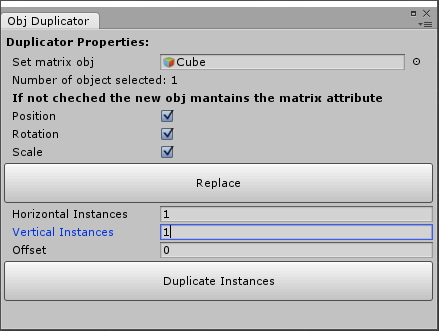 Obj Duplicator
Duplicator Properties:
Set matrix obj Cube
Number of object selected: 1
If not cheched the new obj mantains the matrix attribute
Position
Rotation
Scale
Replace
Horizontal Instances 1
Vertical Instances 1
Offset 0
Duplicate Instances